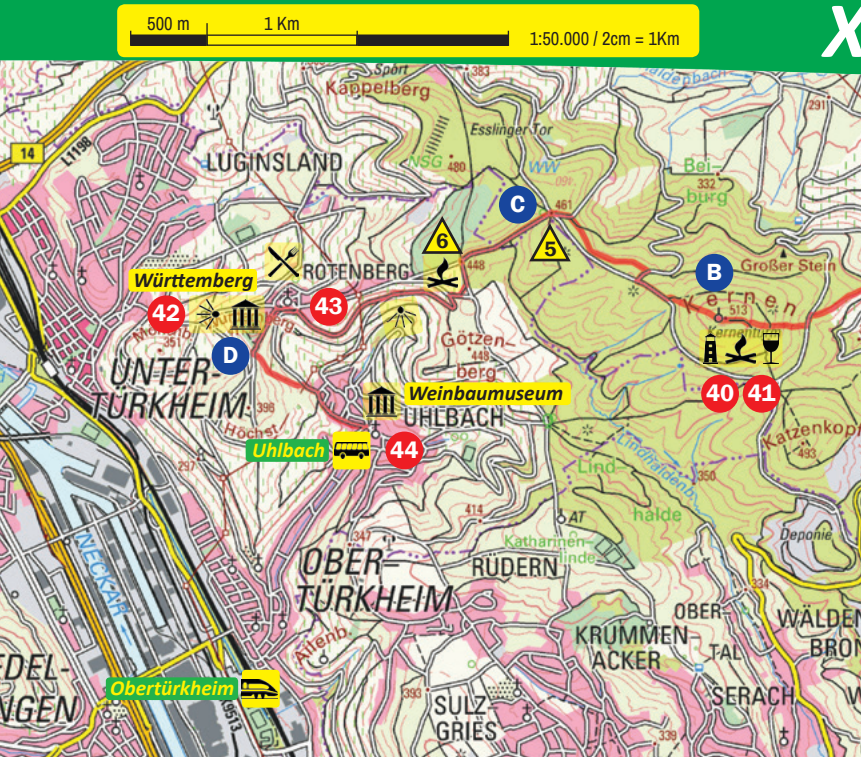 500 m
1 Km
1:50.000 / 2cm = 1Km
X
Sport
383
Kappelberg
291
14
L1198
Esslinger Tor
LUGINSLAND
NSG
480
WW
Bei-
332
burg
C
461
6
5
B
Großer Stein
ROTENBERG
448
Württemberg
Kernen
513
42
43
351
Kernenturm
Götzen-
448
berg
D
UNTER-
TÜRKHEIM
40
41
396
Weinbaumuseum
UHLBACH
Höchst
Katzenkopf
493
Uhlbach
44
Lindhaldenb.
297
Lind-
350
halde
414
AT
Deponie
347
Katharinen-
linde
NECKAR
OBER-
TÜRKHEIM
RÜDERN
334
OBER-
TAL
WÄLDEN
BRON
KRUMMEN-
ACKER
Ailenb.
EDEL-
NGEN
Obertürkheim
393
SERACH
SULZ-
GRIES
339